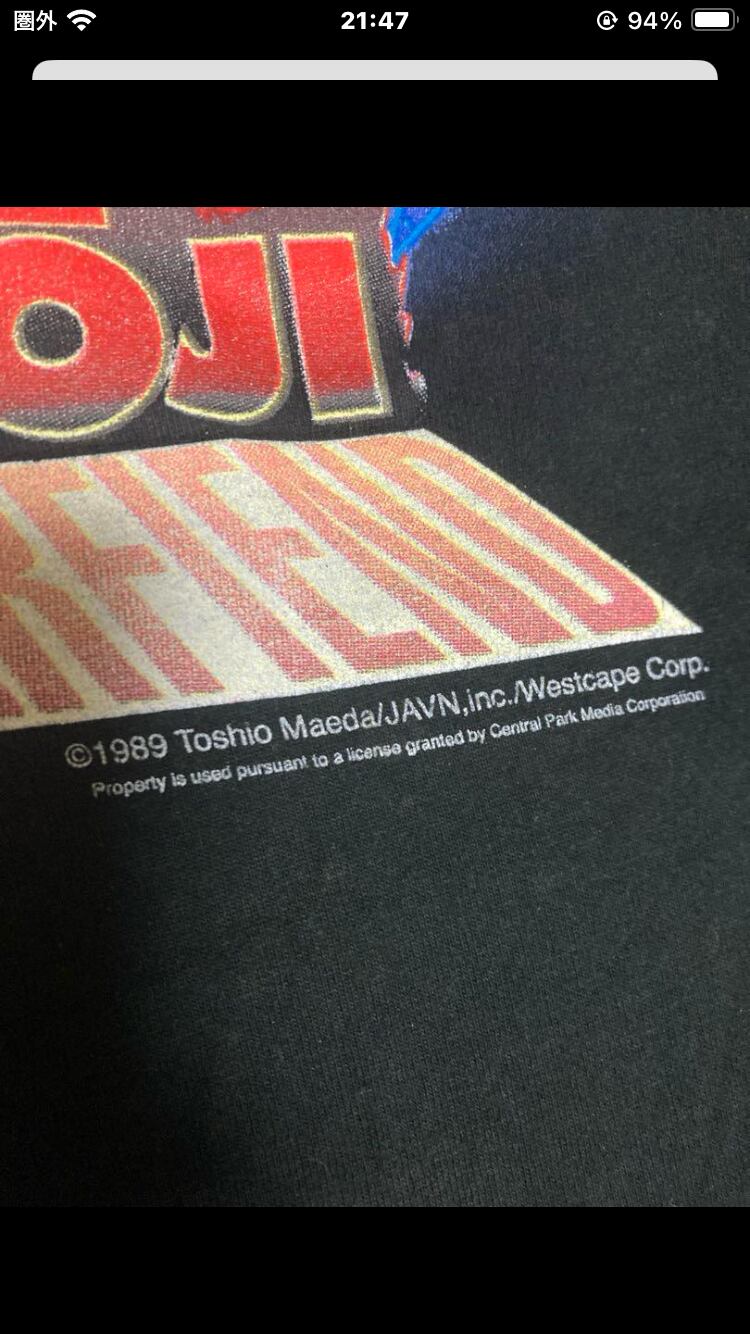 圏外 21:47 94%
OJI
FIEND
©1989 Toshio Maeda/JAVN,inc./Westcape Corp.
Property is used pursuant to a license granted by Central Park Media Corporation